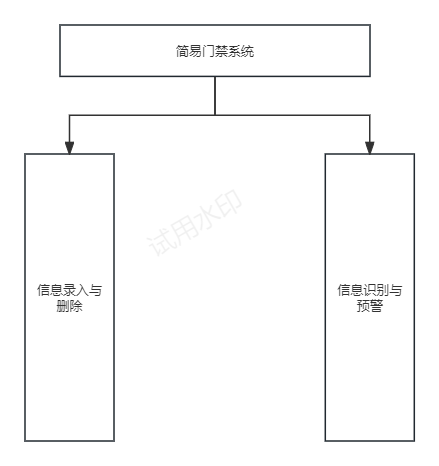 简易门禁系统
试用水印
信息录入与
删除
信息识别与
预警